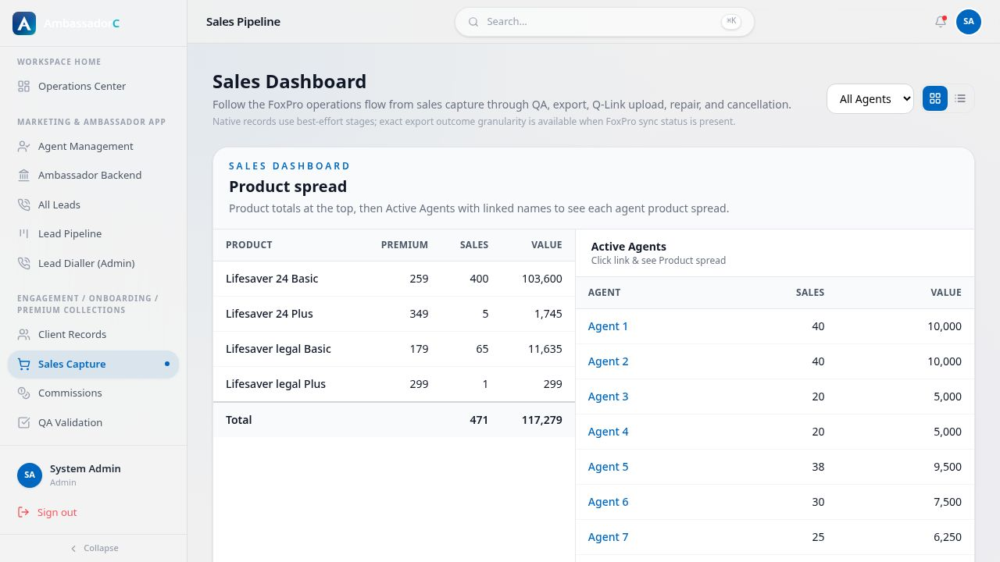 AmbassadorC
WORKSPACE HOME
Operations Center
MARKETING & AMBASSADOR APP
Agent Management
Ambassador Backend
All Leads
Lead Pipeline
Lead Dialler (Admin)
ENGAGEMENT / ONBOARDING /
PREMIUM COLLECTIONS
Client Records
Sales Capture
Commissions
QA Validation
SA
System Admin
Admin
Sign out
Collapse
Sales Pipeline
Search...
⌘K
SA
Sales Dashboard
Follow the FoxPro operations flow from sales capture through QA, export, Q-Link upload, repair, and cancellation.
Native records use best-effort stages; exact export outcome granularity is available when FoxPro sync status is present.
All Agents
SALES DASHBOARD
Product spread
Product totals at the top, then Active Agents with linked names to see each agent product spread.
PRODUCT PREMIUM SALES VALUE
Lifesaver 24 Basic 259 400 103,600
Lifesaver 24 Plus 349 5 1,745
Lifesaver legal Basic 179 65 11,635
Lifesaver legal Plus 299 1 299
Total 471 117,279
Active Agents
Click link & see Product spread
AGENT SALES VALUE
Agent 1 40 10,000
Agent 2 40 10,000
Agent 3 20 5,000
Agent 4 20 5,000
Agent 5 38 9,500
Agent 6 30 7,500
Agent 7 25 6,250